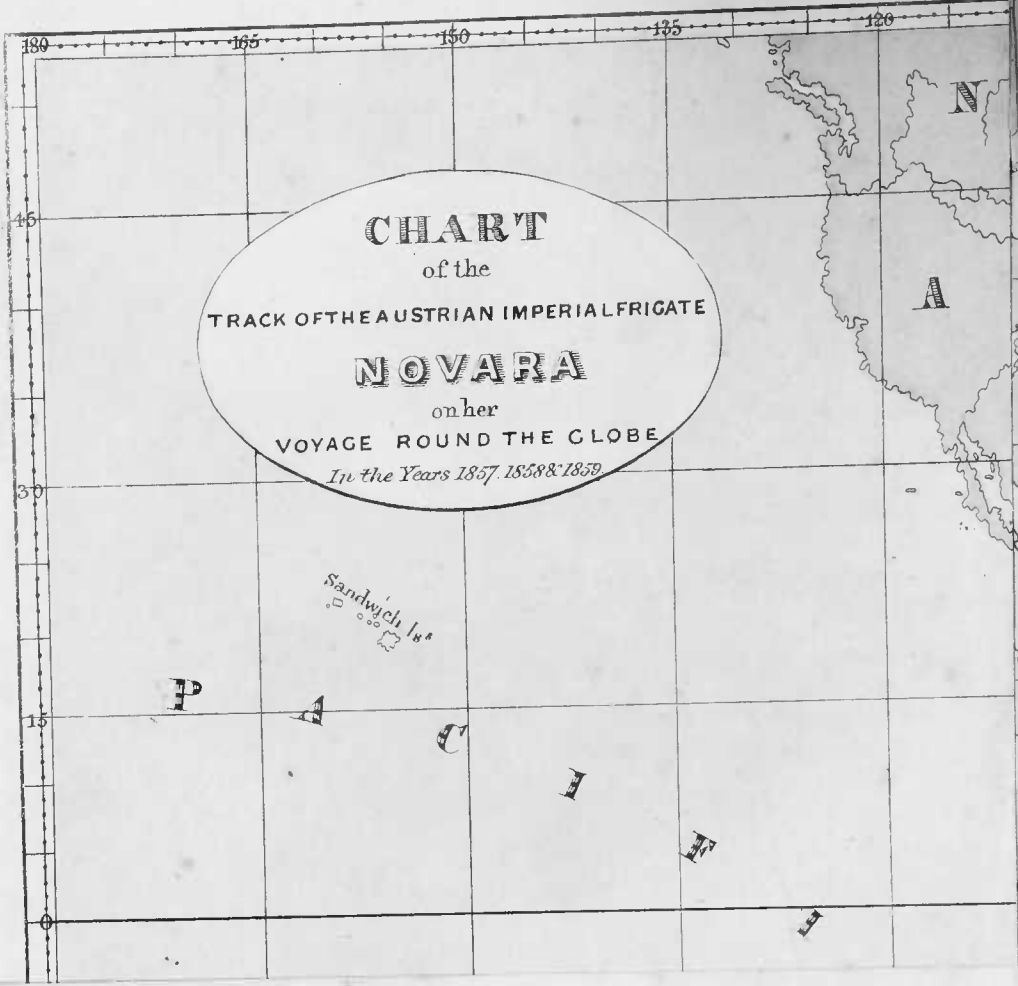 180 165 150 135 120
N
45
CHART
of the
TRACK OF THE AUSTRIAN IMPERIAL FRIGATE
A
NOVARA
on her
VOYAGE ROUND THE GLOBE
In the Years 1857. 1858 & 1859.
30
Sandwich Iss
P A C I F I
15
0